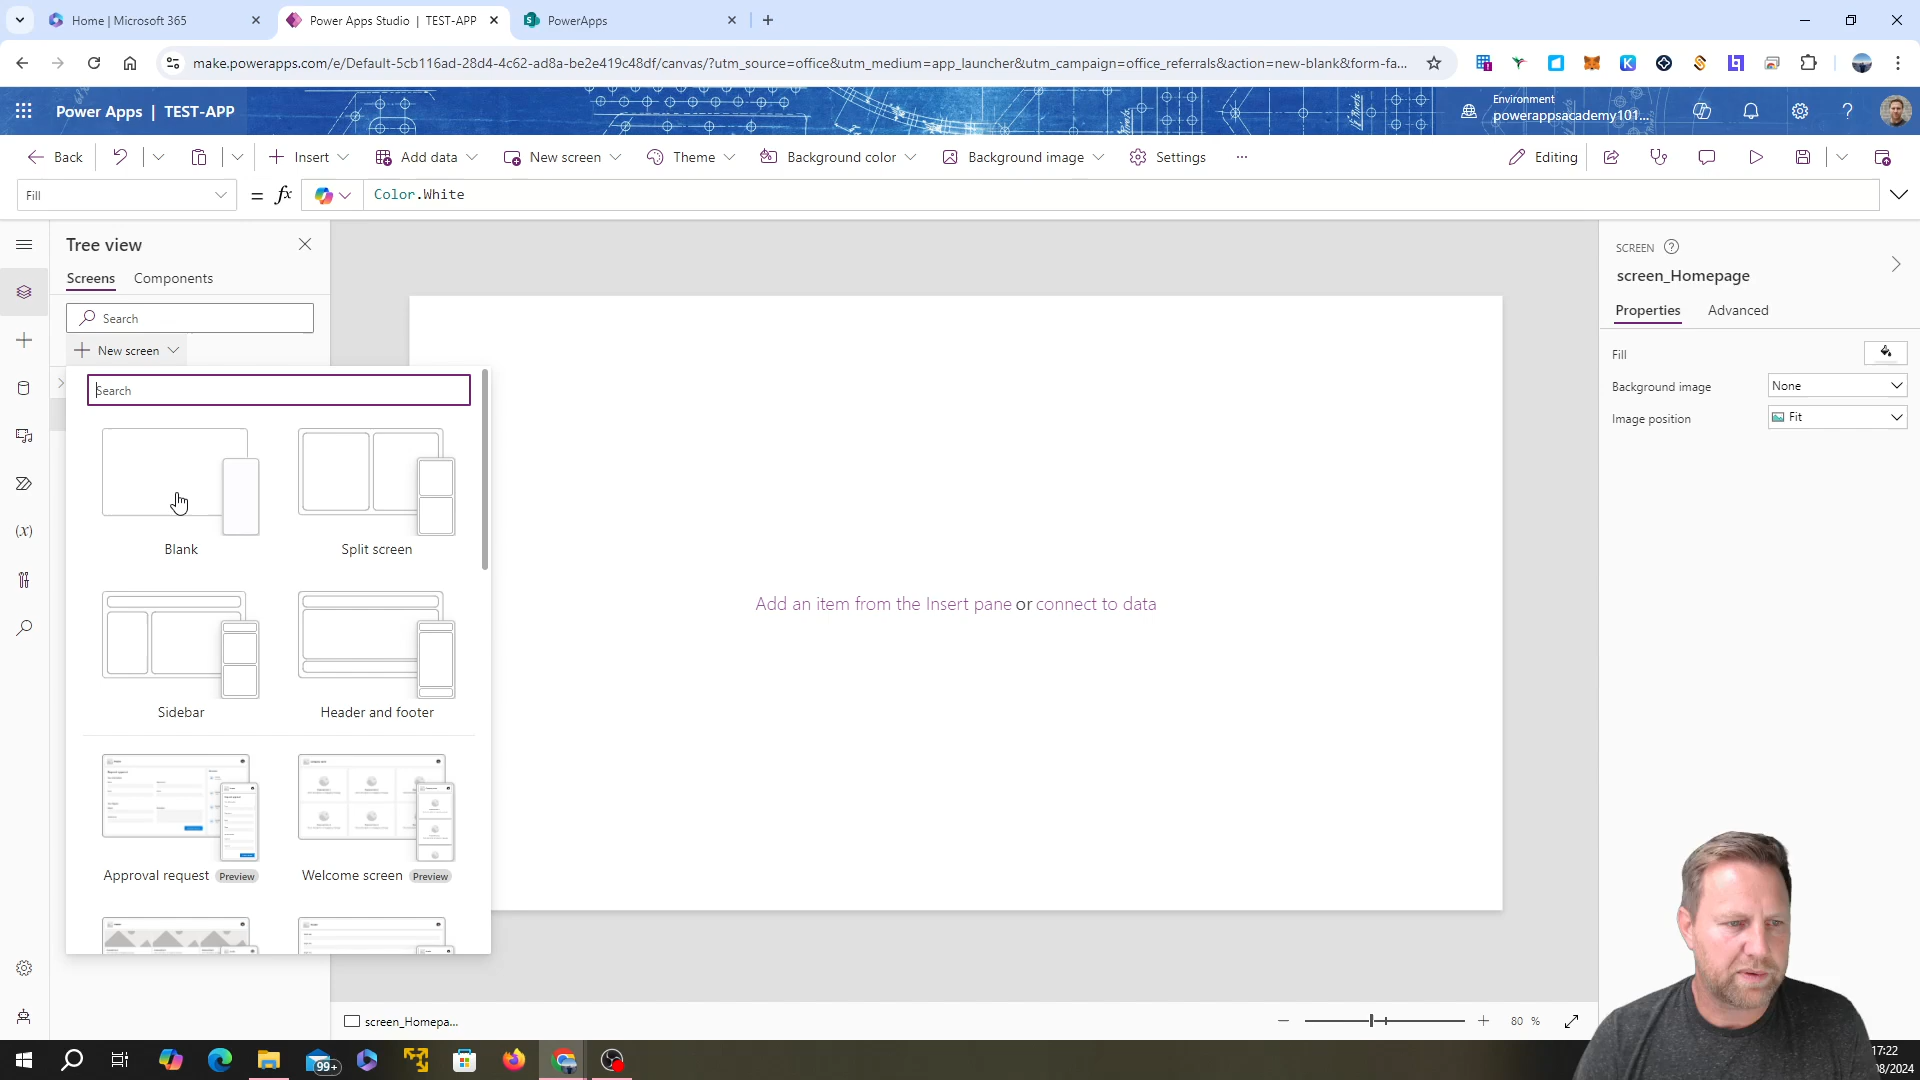 Home | Microsoft 365
Power Apps Studio | TEST-APP
PowerApps
make.powerapps.com/e/Default-5cb116ad-28d4-4c62-ad8a-be2e419c48df/canvas/?utm_source=office&utm_medium=app_launcher&utm_campaign=office_referrals&action=new-blank&form-fa...
Power Apps | TEST-APP
Environment
powerappsacademy101...
Back
Insert
Add data
New screen
Theme
Background color
Background image
Settings
...
Editing
Fill
= fx
Color.White
Tree view
Screens
Components
Search
New screen
Search
Blank
Split screen
Sidebar
Header and footer
Approval request Preview
Welcome screen Preview
Add an item from the Insert pane or connect to data
SCREEN
screen_Homepage
Properties
Advanced
Fill
Background image
None
Image position
Fit
screen_Homepa...
80 %
99+
17:22
08/2024